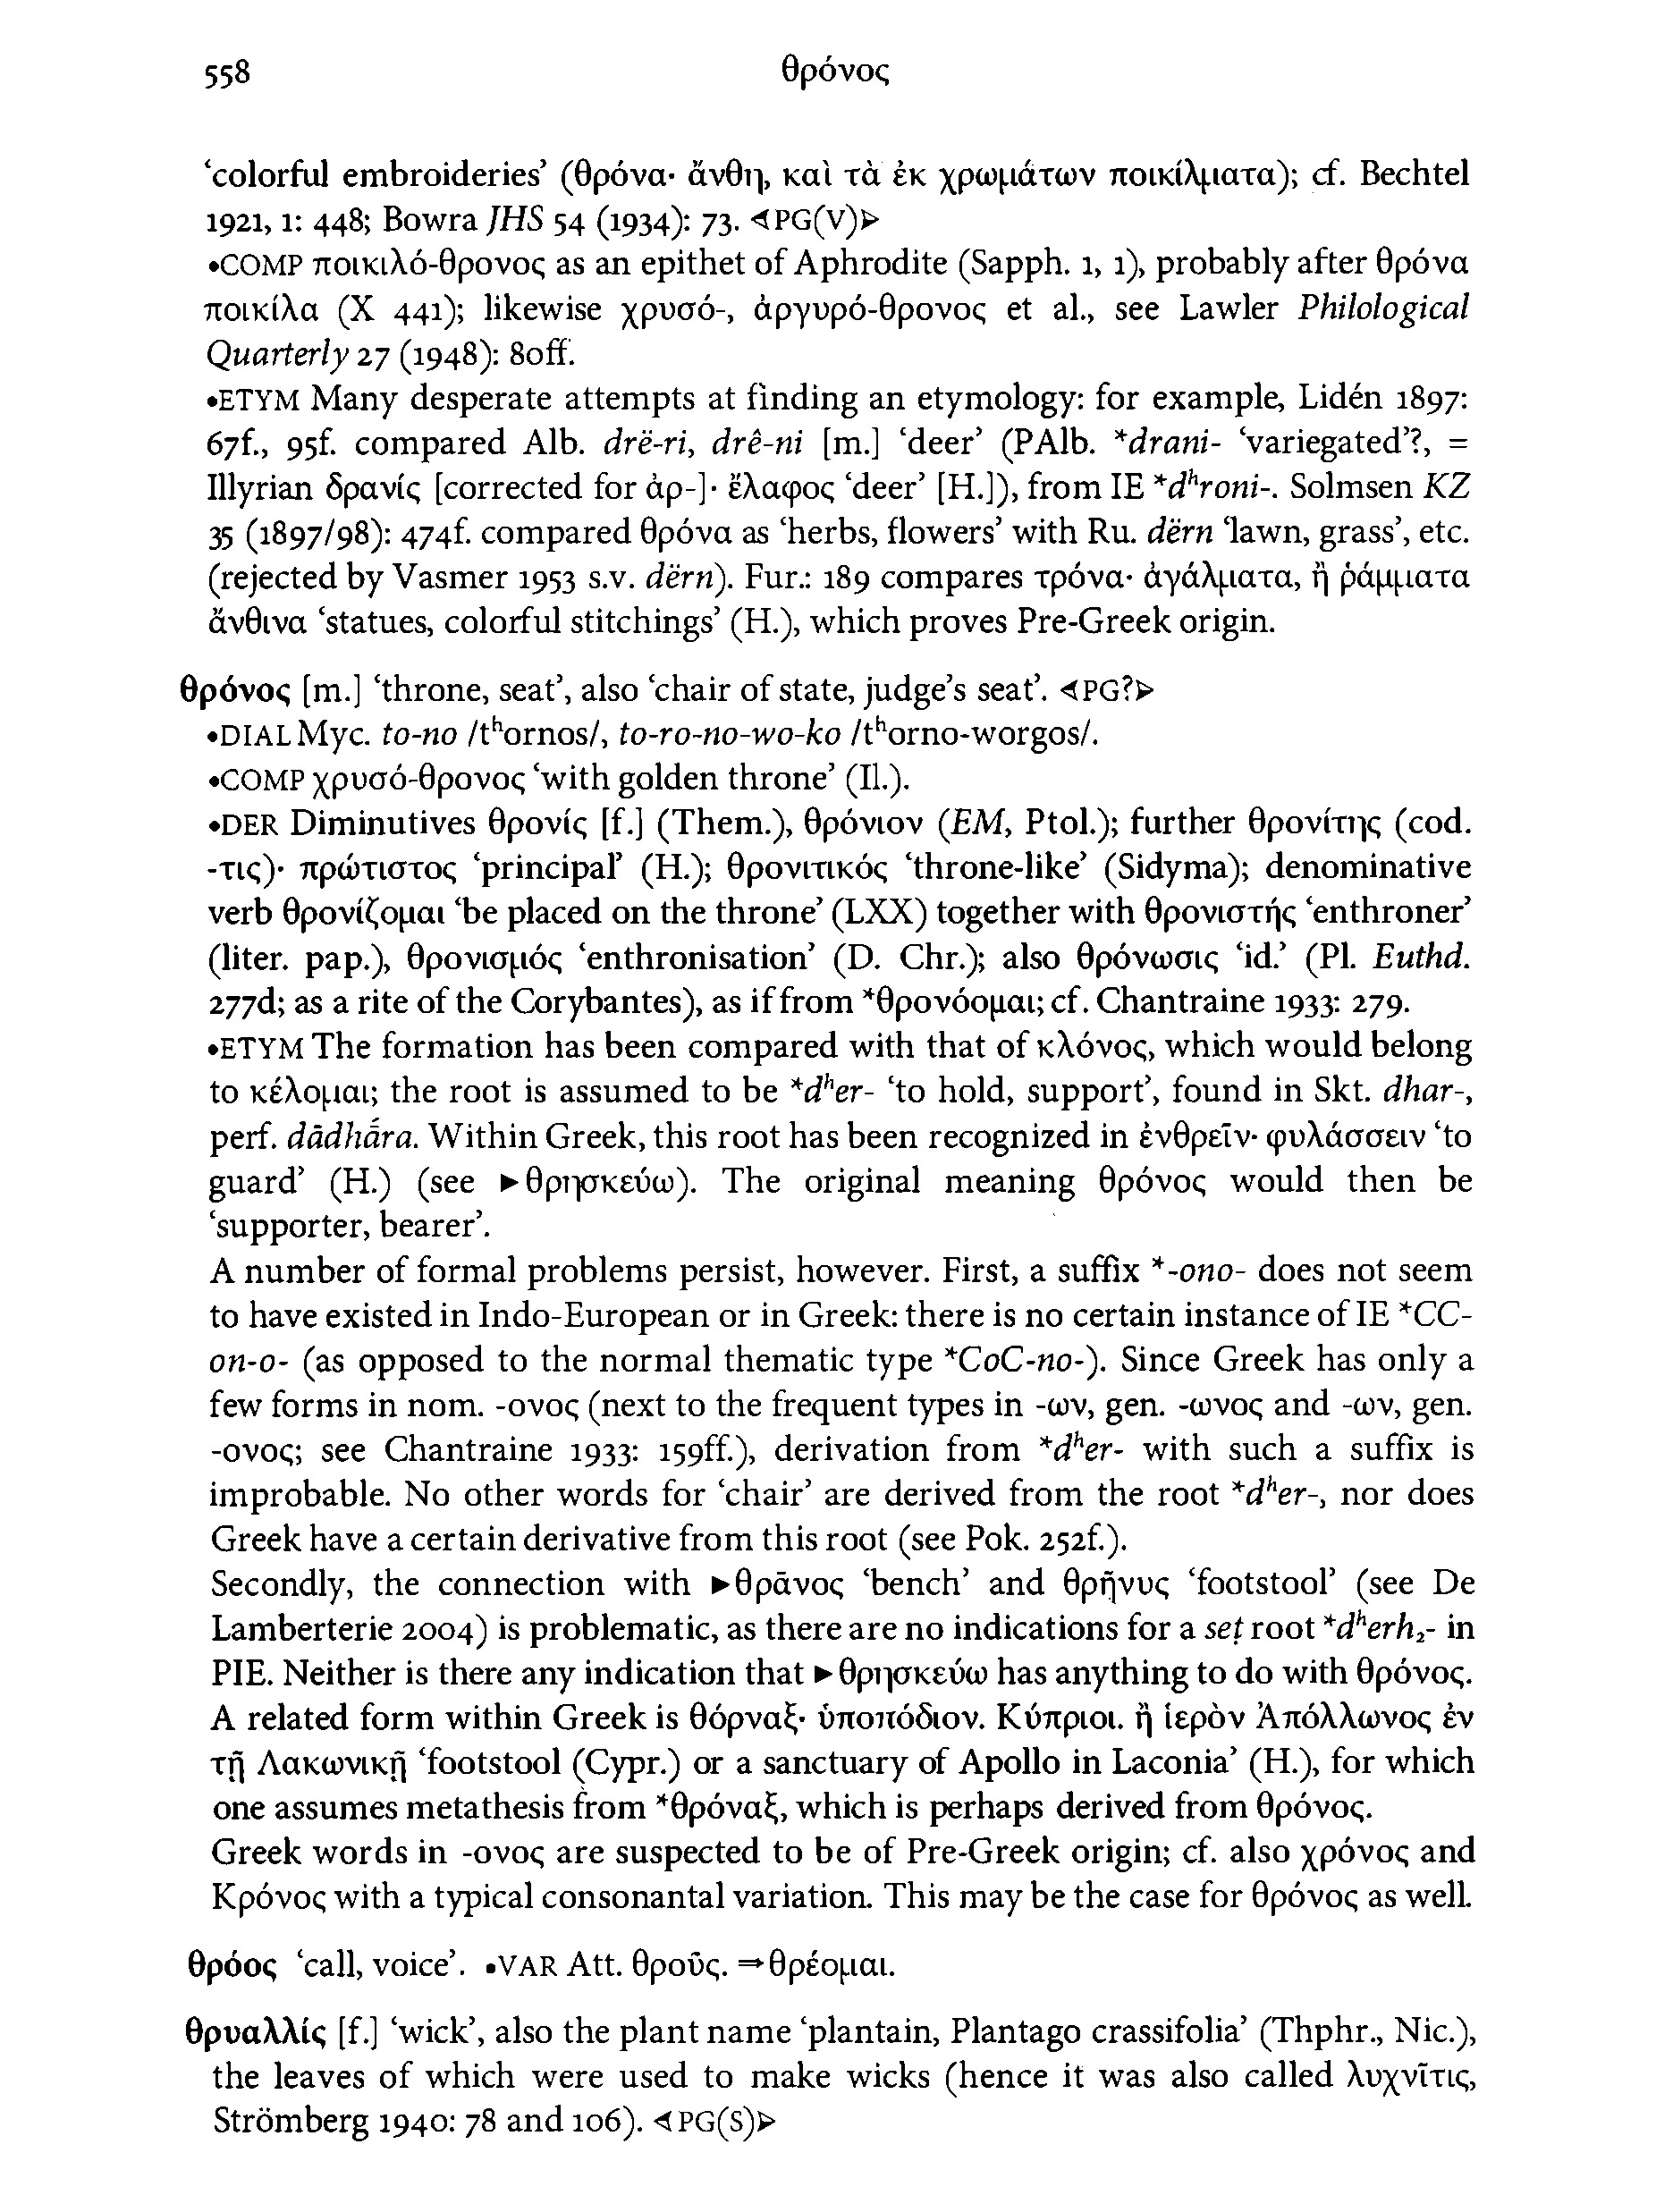 558 θρόνος
‘colorful embroideries’ (θρόνα· ἄνθη, καὶ τὰ ἐκ χρωμάτων ποικίλματα); cf. Bechtel
1921, 1: 448; Bowra JHS 54 (1934): 73. ◁PG(V)▷
•COMP ποικιλό-θρονος as an epithet of Aphrodite (Sapph. 1, 1), probably after θρόνα
ποικίλα (X 441); likewise χρυσό-, ἀργυρό-θρονος et al., see Lawler Philological
Quarterly 27 (1948): 80ff.
•ETYM Many desperate attempts at finding an etymology: for example, Lidén 1897:
67f., 95f. compared Alb. drë-ri, drê-ni [m.] ‘deer’ (PAlb. *drani- ‘variegated’?, =
Illyrian δρανίς [corrected for ἀρ-]· ἔλαφος ‘deer’ [H.]), from IE *dʰroni-. Solmsen KZ
35 (1897/98): 474f. compared θρόνα as ‘herbs, flowers’ with Ru. dërn ‘lawn, grass’, etc.
(rejected by Vasmer 1953 s.v. dërn). Fur.: 189 compares τρόνα· ἀγάλματα, ἢ ῥάμματα
ἄνθινα ‘statues, colorful stitchings’ (H.), which proves Pre-Greek origin.
θρόνος [m.] ‘throne, seat’, also ‘chair of state, judge’s seat’. ◁PG?▷
•DIAL Myc. to-no /tʰornos/, to-ro-no-wo-ko /tʰorno-worgos/.
•COMP χρυσό-θρονος ‘with golden throne’ (Il.).
•DER Diminutives θρονίς [f.] (Them.), θρόνιον (EM, Ptol.); further θρονίτης (cod.
-τις)· πρώτιστος ‘principal’ (H.); θρονιτικός ‘throne-like’ (Sidyma); denominative
verb θρονίζομαι ‘be placed on the throne’ (LXX) together with θρονιστής ‘enthroner’
(liter. pap.), θρονισμός ‘enthronisation’ (D. Chr.); also θρόνωσις ‘id.’ (Pl. Euthd.
277d; as a rite of the Corybantes), as if from *θρονόομαι; cf. Chantraine 1933: 279.
•ETYM The formation has been compared with that of κλόνος, which would belong
to κέλομαι; the root is assumed to be *dʰer- ‘to hold, support’, found in Skt. dhar-,
perf. dādhā́ra. Within Greek, this root has been recognized in ἐνθρεῖν· φυλάσσειν ‘to
guard’ (H.) (see ►θρησκεύω). The original meaning θρόνος would then be
‘supporter, bearer’.
A number of formal problems persist, however. First, a suffix *-ono- does not seem
to have existed in Indo-European or in Greek: there is no certain instance of IE *CC-
on-o- (as opposed to the normal thematic type *CoC-no-). Since Greek has only a
few forms in nom. -ονος (next to the frequent types in -ων, gen. -ωνος and -ων, gen.
-ονος; see Chantraine 1933: 159ff.), derivation from *dʰer- with such a suffix is
improbable. No other words for ‘chair’ are derived from the root *dʰer-, nor does
Greek have a certain derivative from this root (see Pok. 252f.).
Secondly, the connection with ►θρᾶνος ‘bench’ and θρῆνυς ‘footstool’ (see De
Lamberterie 2004) is problematic, as there are no indications for a seṭ root *dʰerh₂- in
PIE. Neither is there any indication that ►θρησκεύω has anything to do with θρόνος.
A related form within Greek is θόρναξ· ὑποπόδιον. Κύπριοι. ἢ ἱερὸν Ἀπόλλωνος ἐν
τῇ Λακωνικῇ ‘footstool (Cypr.) or a sanctuary of Apollo in Laconia’ (H.), for which
one assumes metathesis from *θρόναξ, which is perhaps derived from θρόνος.
Greek words in -ονος are suspected to be of Pre-Greek origin; cf. also χρόνος and
Κρόνος with a typical consonantal variation. This may be the case for θρόνος as well.
θρόος ‘call, voice’. •VAR Att. θροῦς. ⇒θρέομαι.
θρυαλλίς [f.] ‘wick’, also the plant name ‘plantain, Plantago crassifolia’ (Thphr., Nic.),
the leaves of which were used to make wicks (hence it was also called λυχνῖτις,
Strömberg 1940: 78 and 106). ◁PG(S)▷